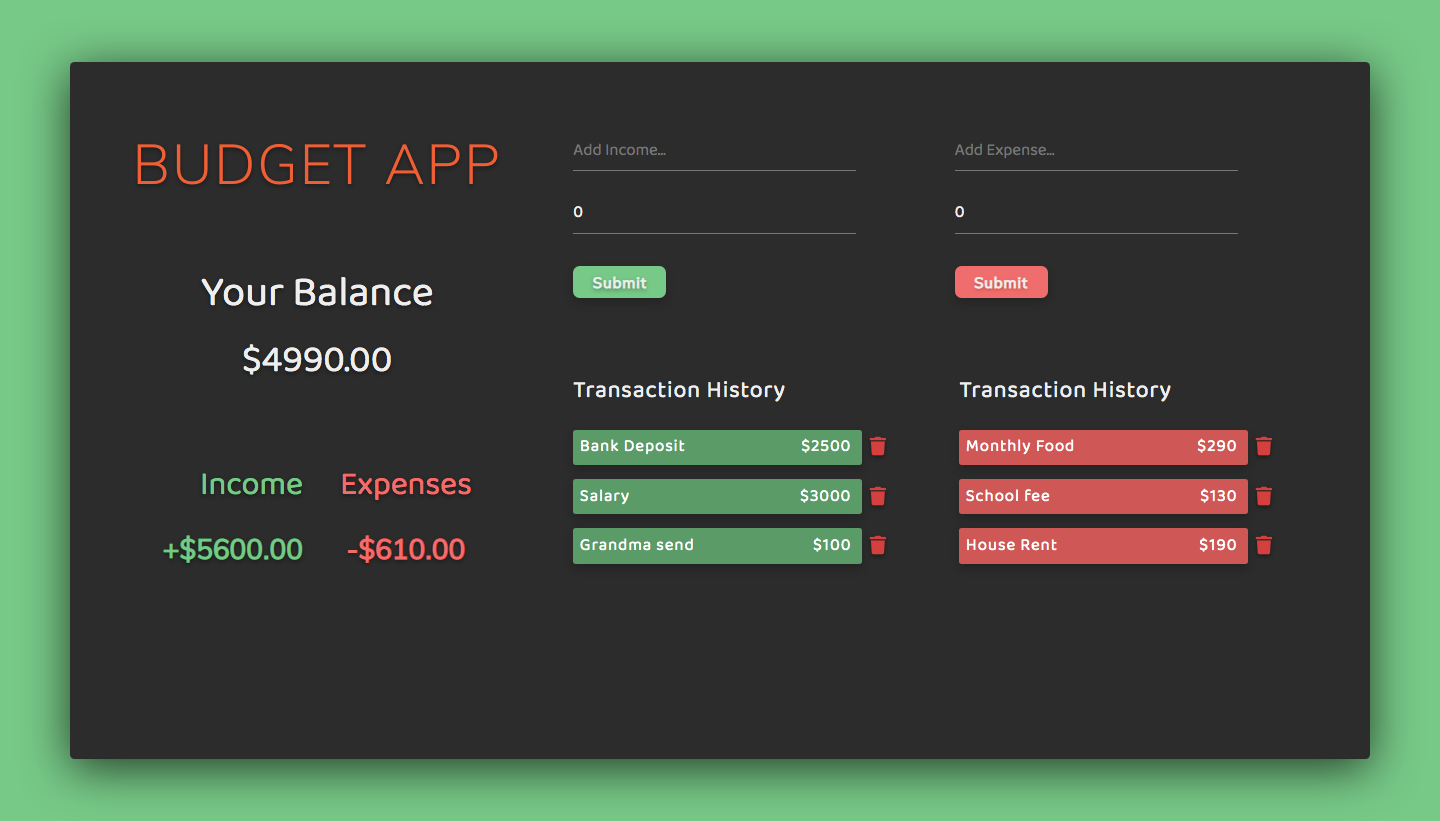 BUDGET APP
Your Balance
$4990.00
Income Expenses
+$5600.00 -$610.00
Add Income...
0
Submit
Add Expense...
0
Submit
Transaction History
Bank Deposit $2500
Salary $3000
Grandma send $100
Transaction History
Monthly Food $290
School fee $130
House Rent $190